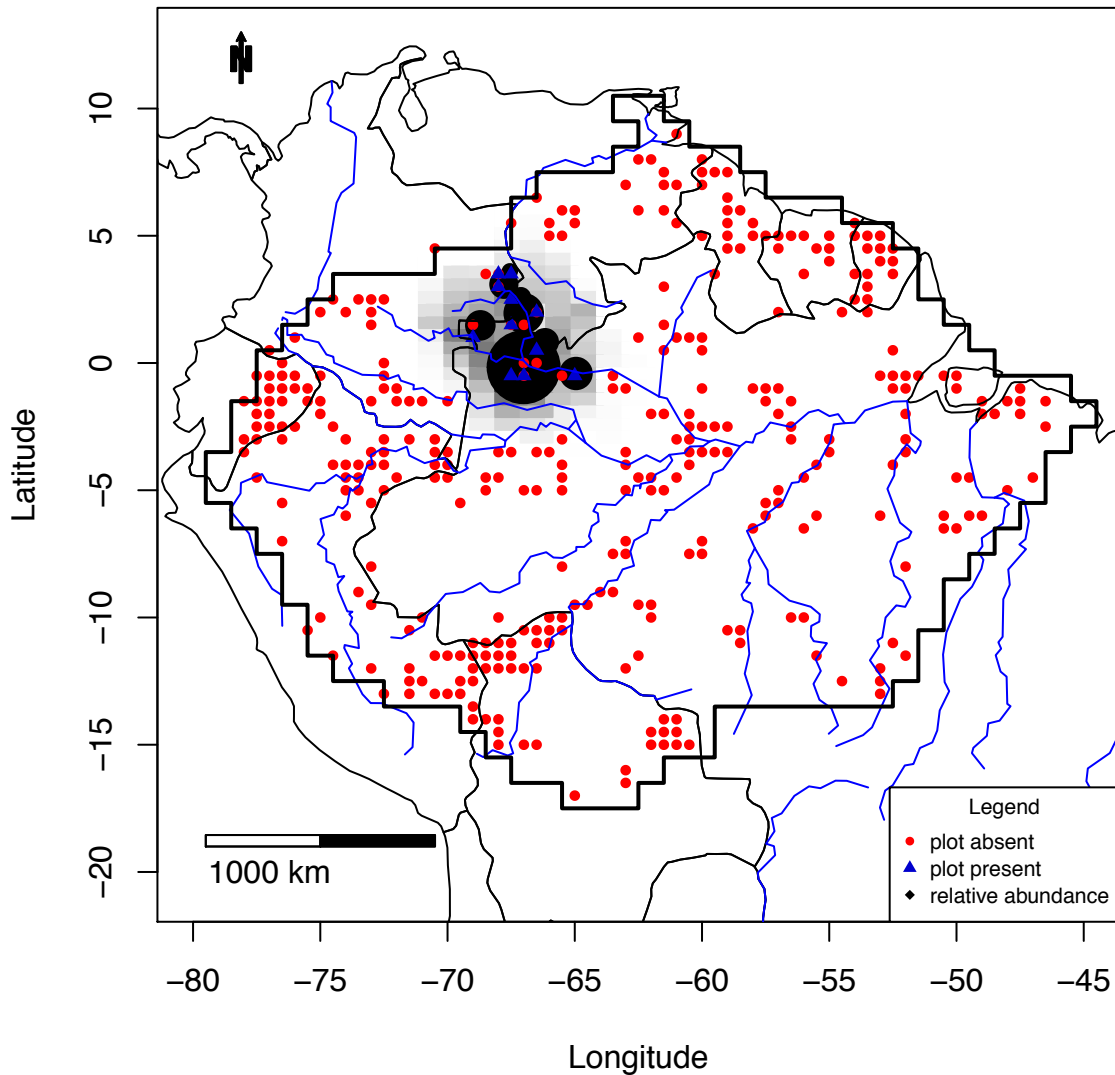 N
10
5
0
−5
−10
−15
−20
Latitude
1000 km
Legend
plot absent
plot present
relative abundance
−80
−75
−70
−65
−60
−55
−50
−45
Longitude